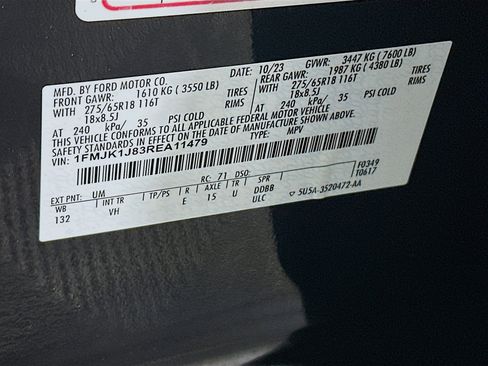 MFD. BY FORD MOTOR CO.
DATE: 10/23 GVWR: 3447 KG ( 7600 LB)
FRONT GAWR: 1610 KG ( 3550 LB) REAR GAWR: 1987 KG ( 4380 LB)
275/65R18 116T TIRES 275/65R18 116T TIRES
18x8.5J RIMS 18x8.5J RIMS
AT 240 kPa/ 35 PSI COLD AT 240 kPa/ 35 PSI COLD
THIS VEHICLE CONFORMS TO ALL APPLICABLE FEDERAL MOTOR VEHICLE
SAFETY STANDARDS IN EFFECT ON THE DATE OF MANUFACTURE SHOWN ABOVE.
VIN: 1FMJK1J83REA11479 TYPE: MPV
F0349
T0617
EXT PNT: UM RC: 71 DSO:
WB INT TR TP/PS R AXLE TR SPR
132 VH E 15 U DDBB
ULC
5U5A-3520472-AA